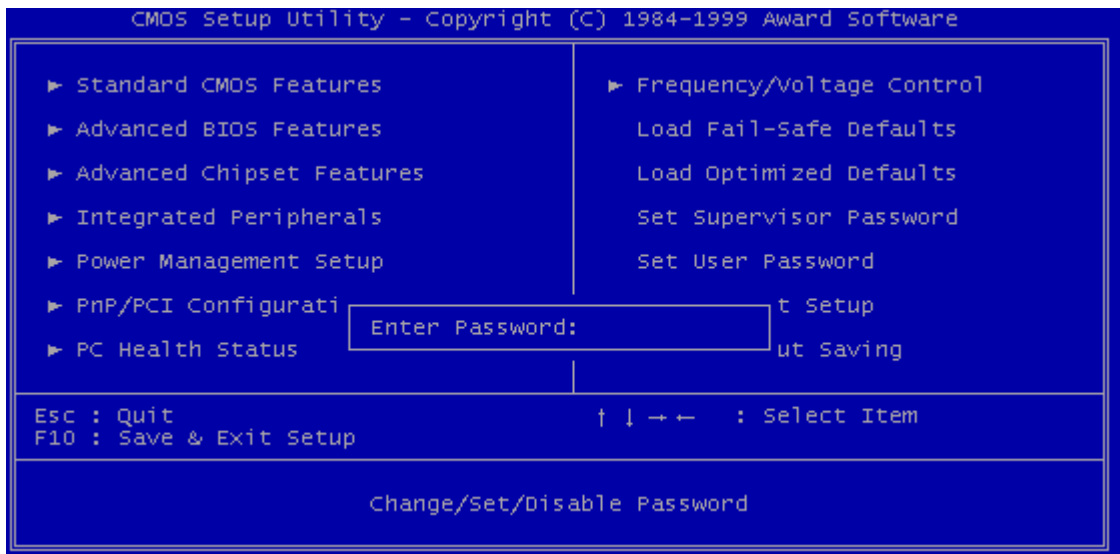 CMOS Setup Utility - Copyright (C) 1984-1999 Award Software
► Standard CMOS Features
► Advanced BIOS Features
► Advanced Chipset Features
► Integrated Peripherals
► Power Management Setup
► PnP/PCI Configurati
► PC Health Status
► Frequency/Voltage Control
Load Fail-Safe Defaults
Load Optimized Defaults
Set Supervisor Password
Set User Password
t Setup
ut Saving
Enter Password:
Esc : Quit
F10 : Save & Exit Setup
↑ ↓ → ← : Select Item
Change/Set/Disable Password